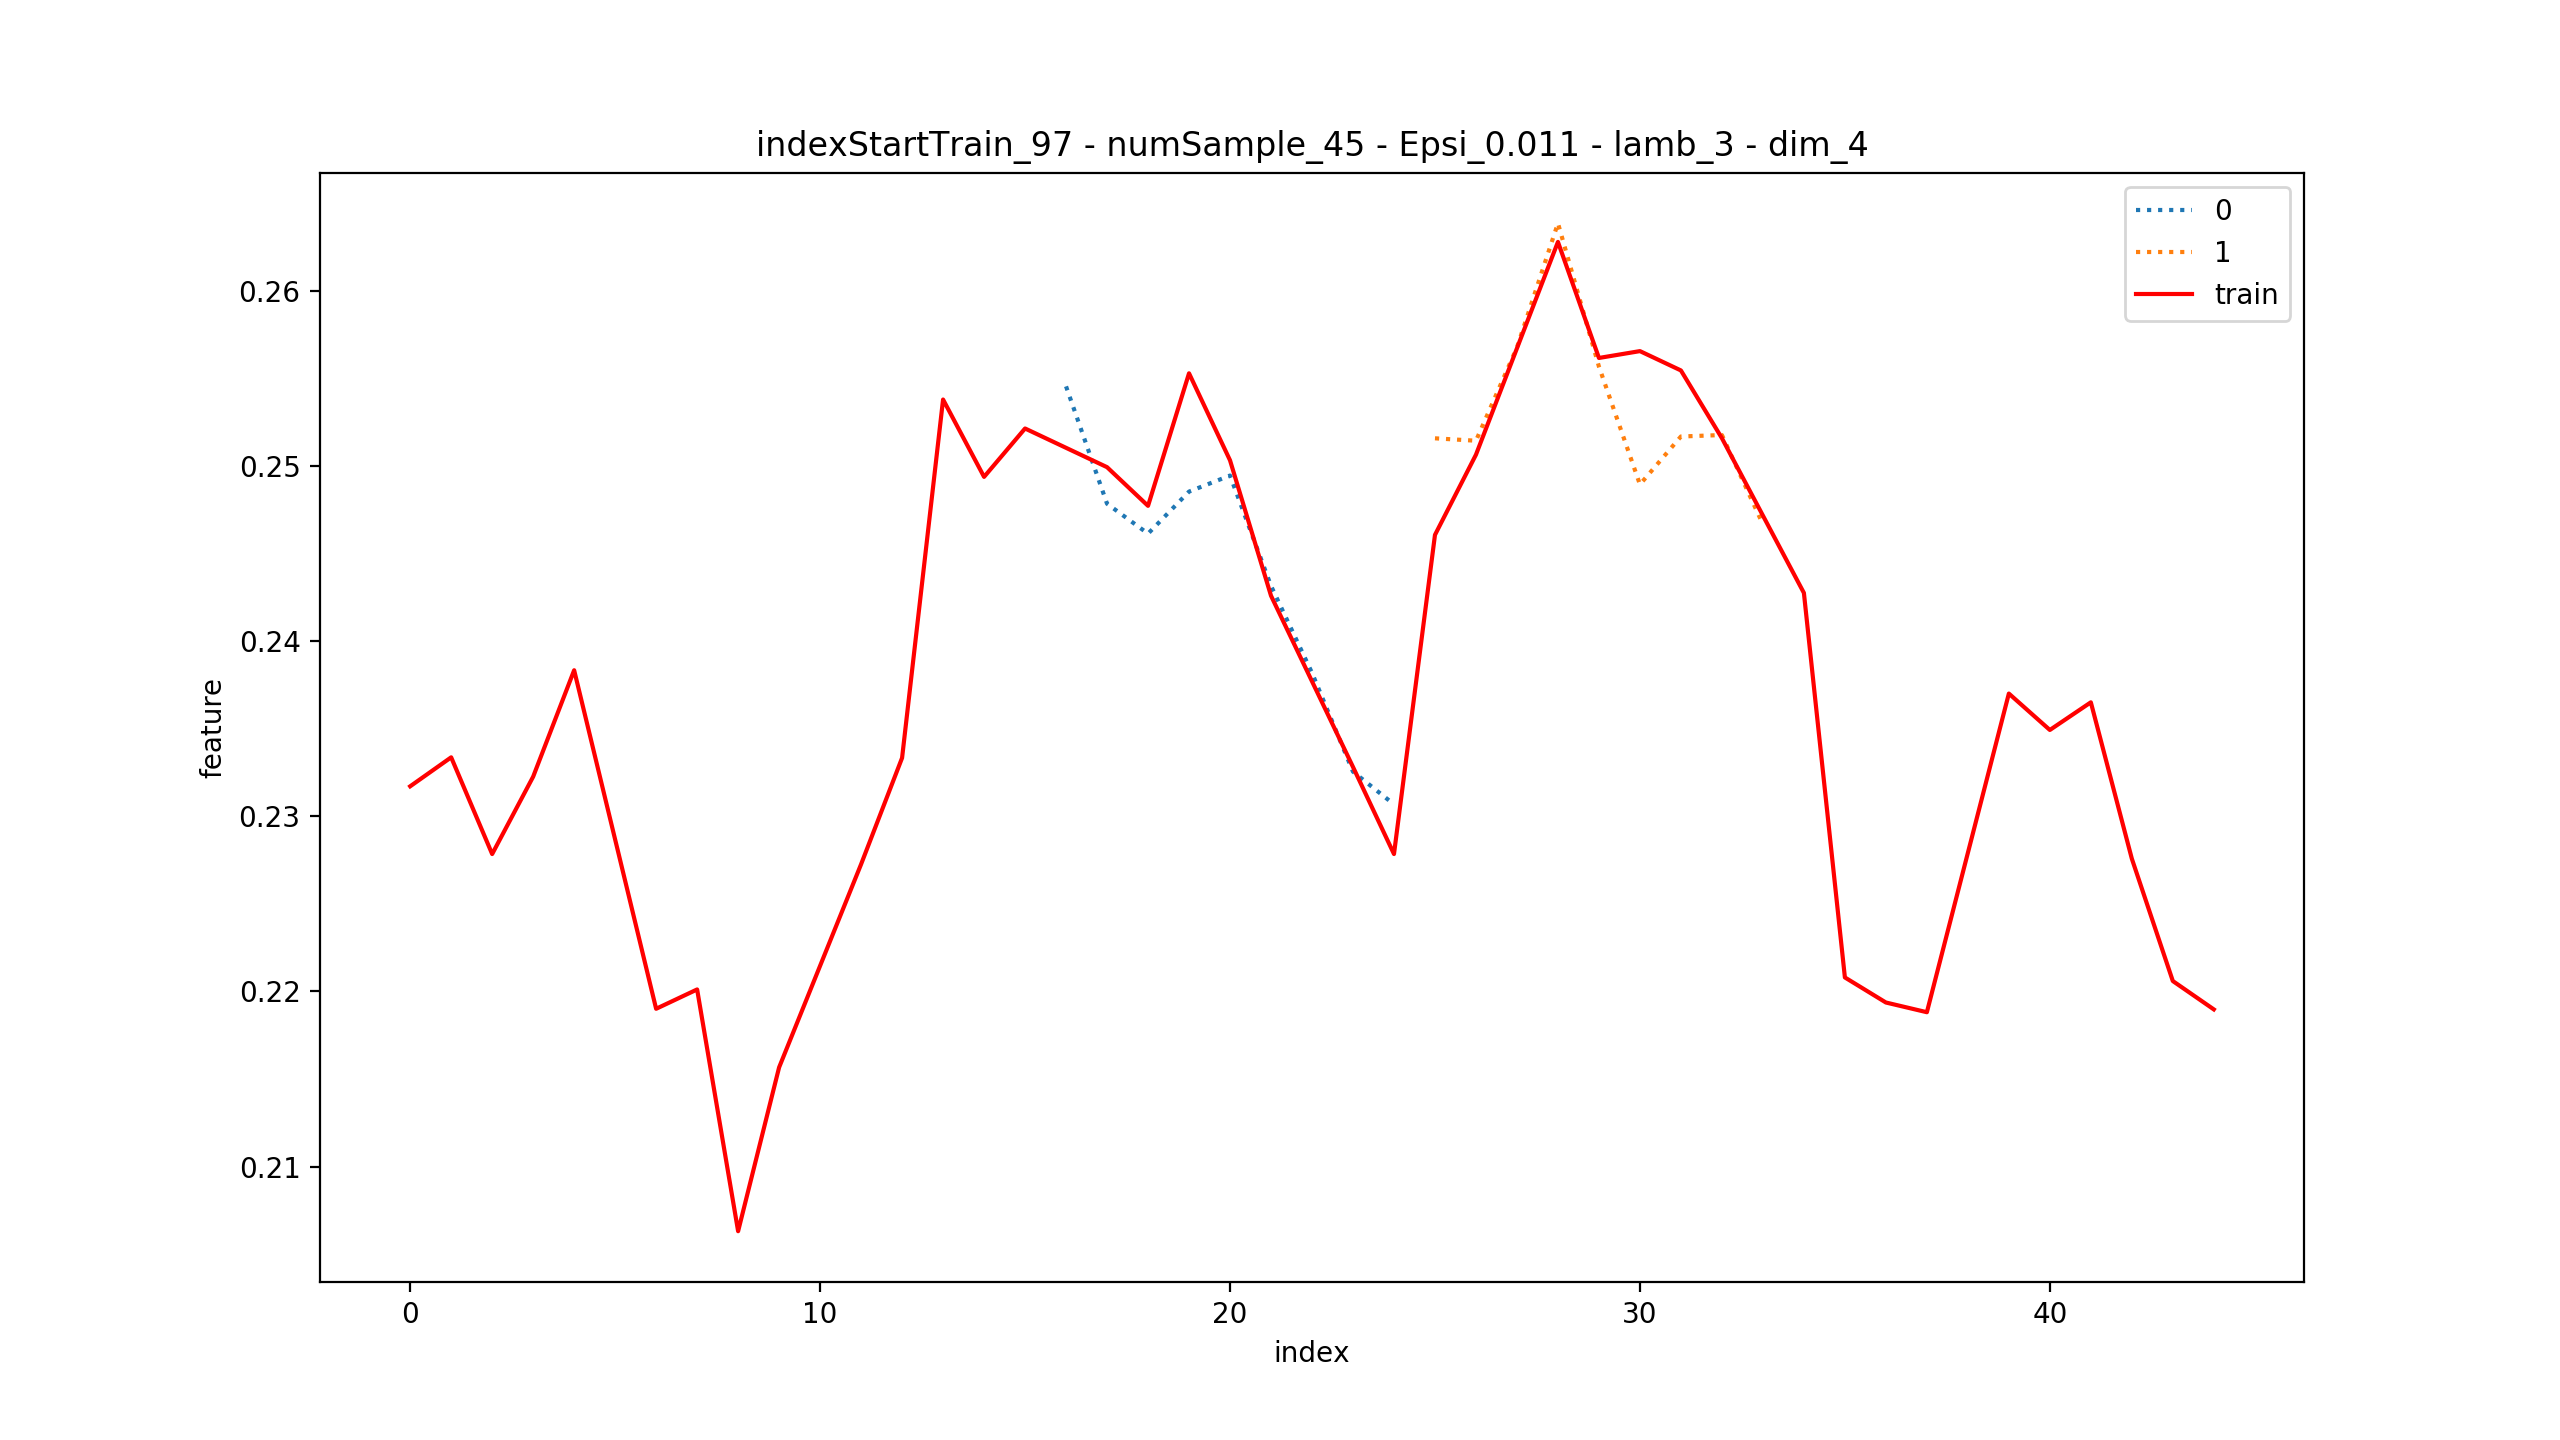 indexStartTrain_97 - numSample_45 - Epsi_0.011 - lamb_3 - dim_4
0
1
train
0.26
0.25
0.24
0.23
0.22
0.21
feature
0 10 20 30 40
index